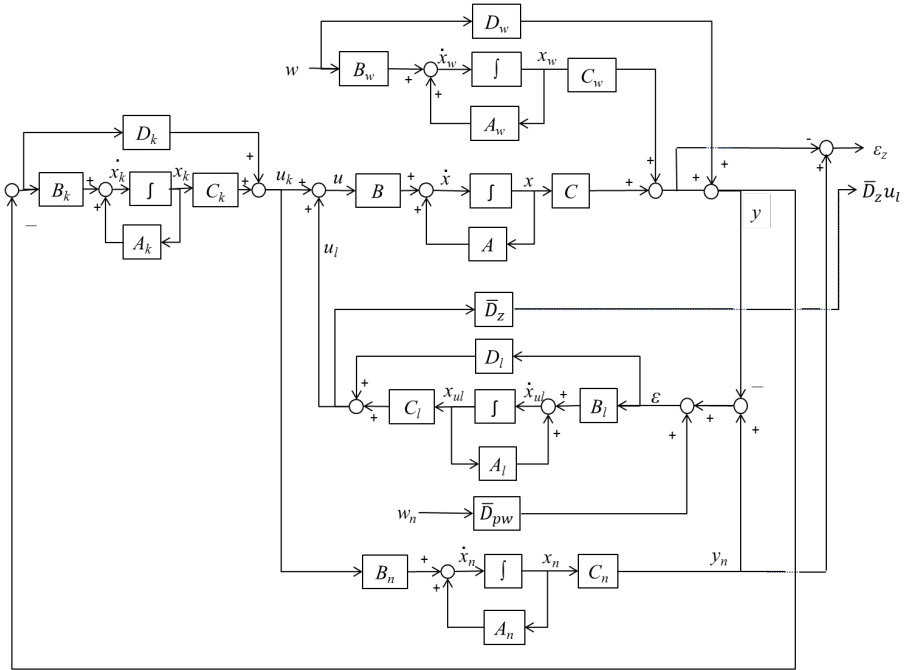 D_w
w B_w + ẋ_w ∫ x_w C_w
+ A_w
D_k
+ + + - ε_z
B_k + ẋ_k ∫ x_k C_k + u_k + u B + ẋ ∫ x C + + +
D̄_z u_l
+ A_k + + A y
− u_l
D̄_z
D_l
+ −
C_l + x_ul ∫ ẋ_ul + B_l ε + +
+ + +
A_l
w_n D̄_pw
B_n + ẋ_n ∫ x_n C_n y_n
+
A_n